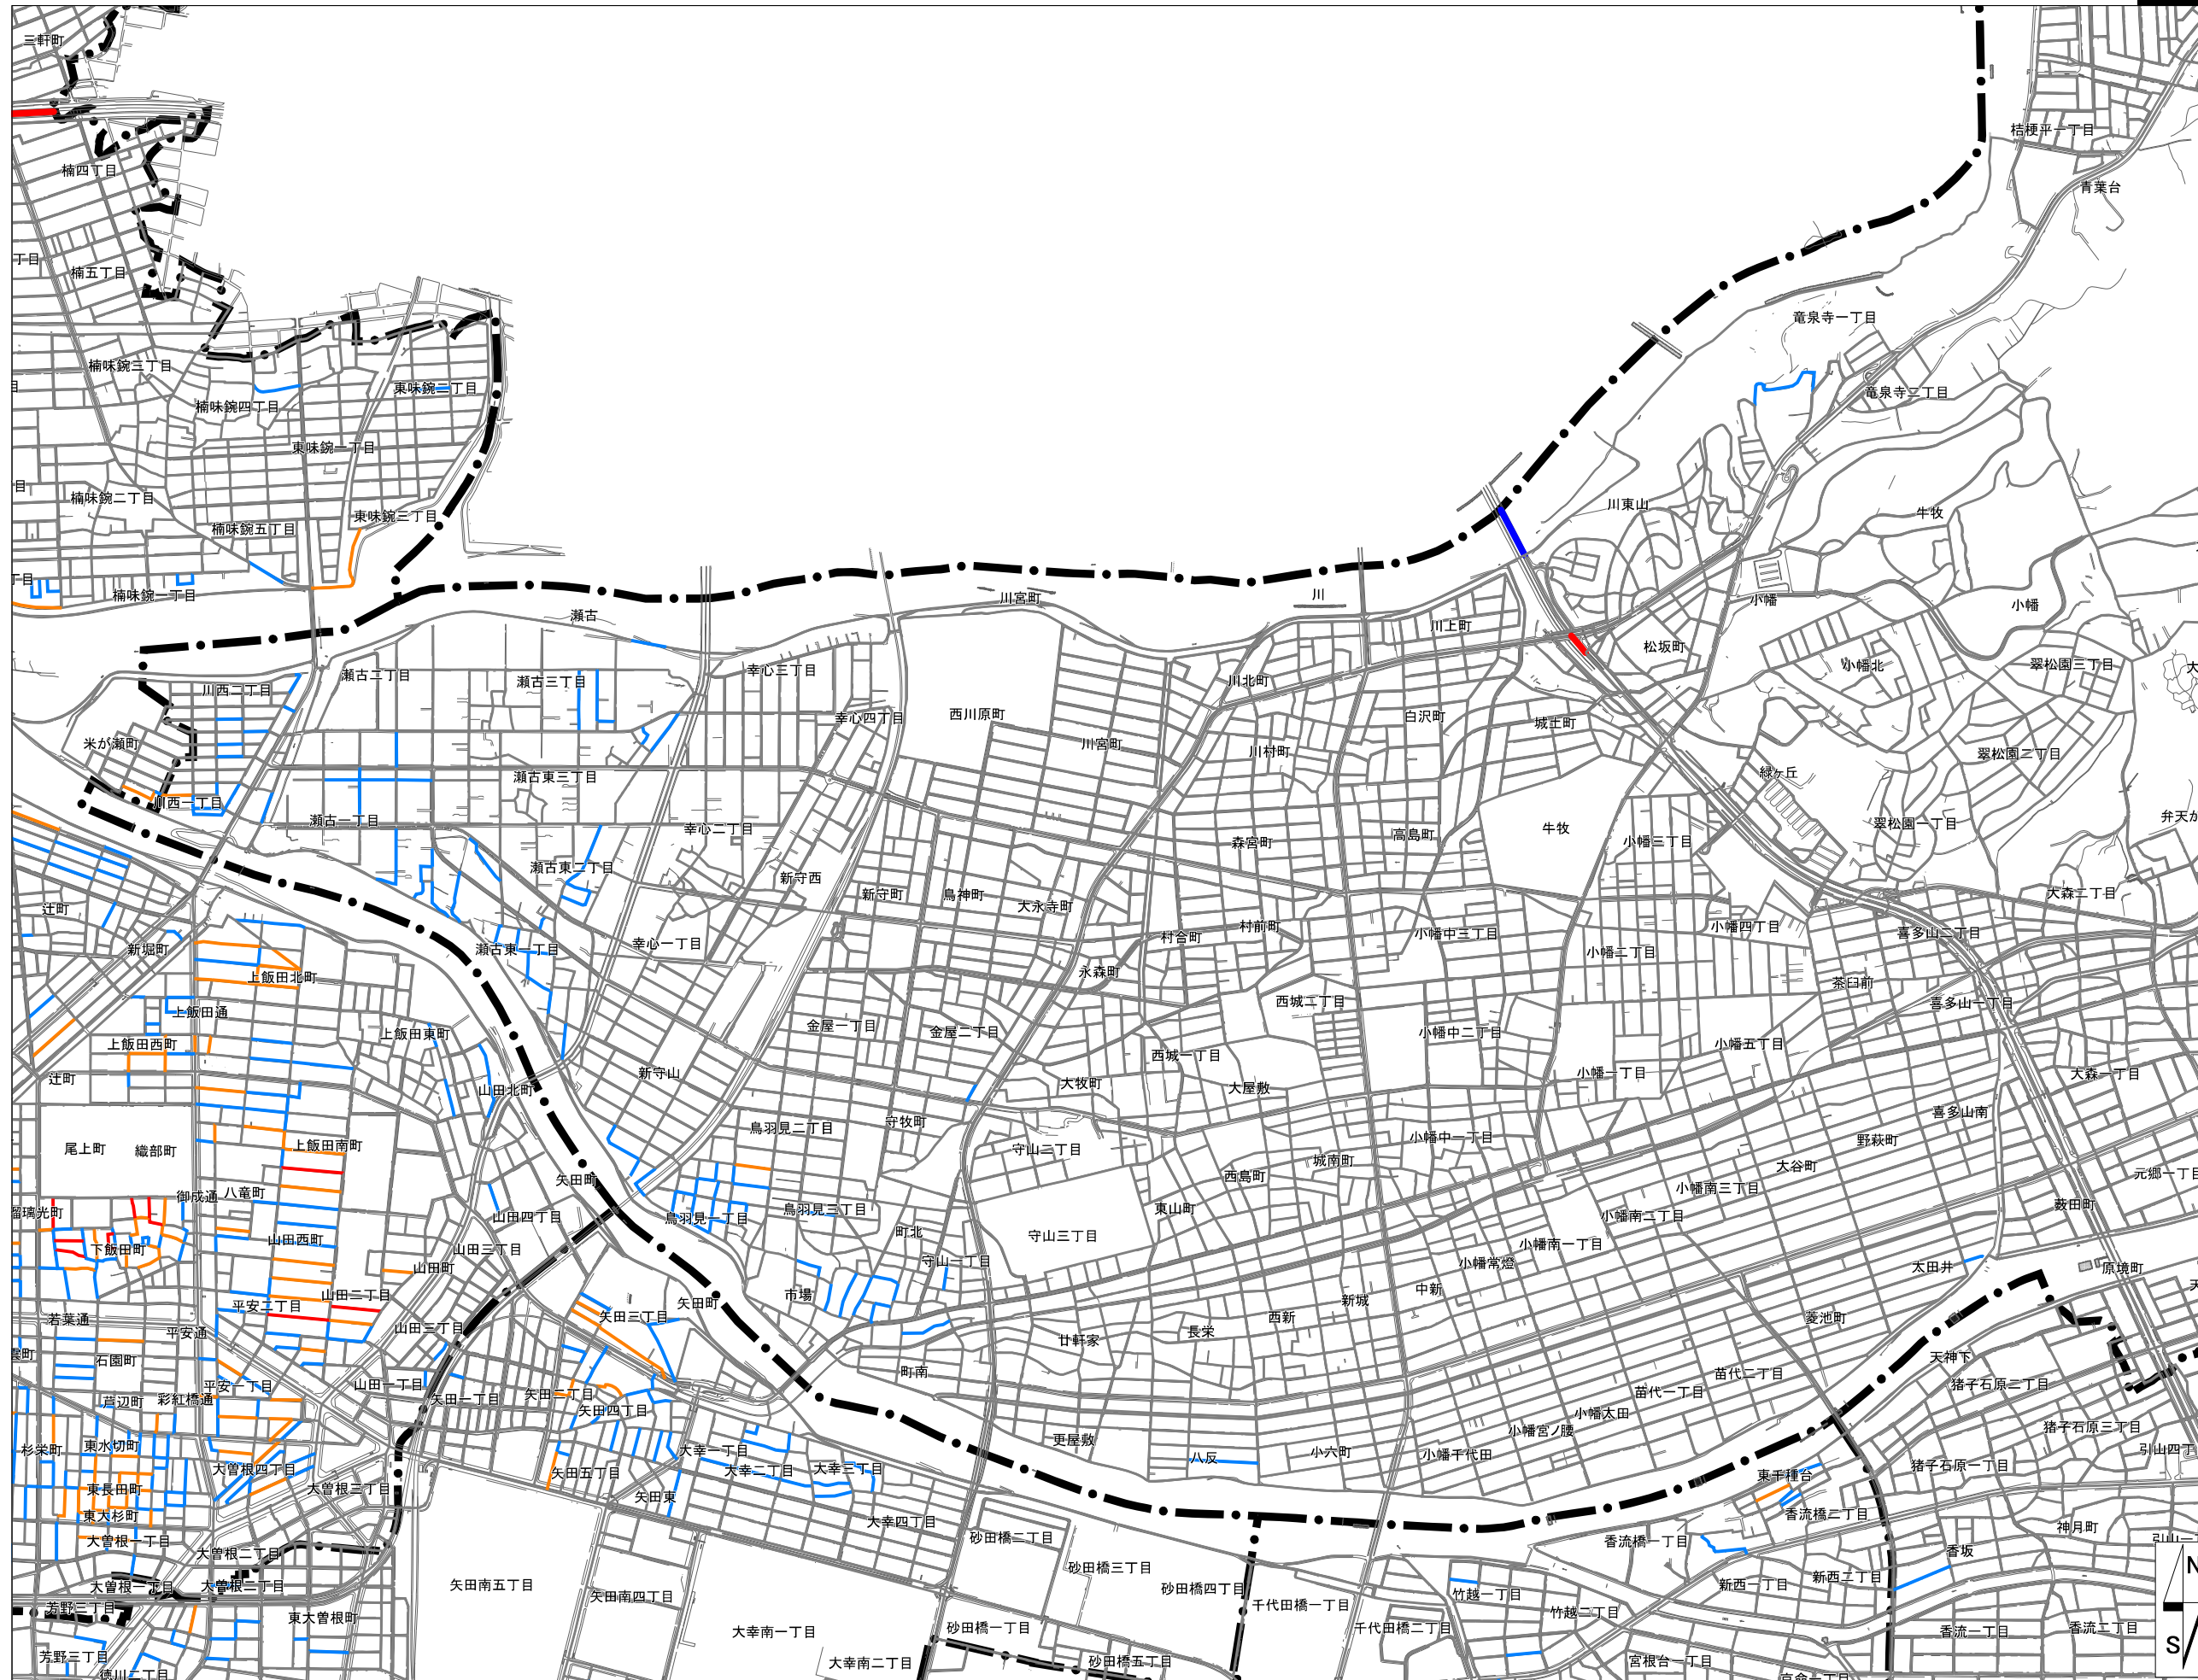 三軒町
桔梗平一丁目
楠四丁目
青葉台
丁目
楠五丁目
竜泉寺一丁目
楠味鋺三丁目
目
東味鋺二丁目
竜泉寺二丁目
楠味鋺四丁目
東味鋺一丁目
目
楠味鋺二丁目
川東山
東味鋺三丁目
牛牧
楠味鋺五丁目
丁目
楠味鋺一丁目
川宮町
川
小幡
小幡
瀬古
川上町
松坂町
小幡北
翠松園三丁目
大
幸心三丁目
瀬古二丁目
瀬古三丁目
川北町
川西二丁目
西川原町
幸心四丁目
白沢町
城土町
米が瀬町
川宮町
川村町
翠松園二丁目
緑ヶ丘
瀬古東三丁目
川西一丁目
瀬古一丁目
幸心二丁目
高島町
牛牧
翠松園一丁目
弁天が
森宮町
小幡三丁目
瀬古東二丁目
新守西
新守町
鳥神町
大森二丁目
大永寺町
辻町
村前町
小幡四丁目
村合町
小幡中三丁目
喜多山二丁目
新堀町
瀬古東一丁目
幸心一丁目
小幡二丁目
上飯田北町
永森町
茶臼前
西城二丁目
喜多山一丁目
上飯田通
金屋一丁目
金屋二丁目
小幡中二丁目
上飯田東町
上飯田西町
小幡五丁目
西城一丁目
辻町
新守山
大牧町
小幡一丁目
大森一丁目
山田北町
大屋敷
喜多山南
守牧町
鳥羽見二丁目
小幡中一丁目
野萩町
尾上町
織部町
上飯田南町
守山二丁目
城南町
大谷町
元郷一丁目
西島町
矢田町
小幡南三丁目
御成通
八竜町
薮田町
瑠璃光町
東山町
鳥羽見三丁目
山田四丁目
鳥羽見一丁目
小幡南二丁目
町北
守山三丁目
山田西町
下飯田町
山田三丁目
小幡南一丁目
守山一丁目
小幡常燈
山田町
太田井
原境町
市場
中新
山田二丁目
新城
矢田町
平安二丁目
矢田三丁目
西新
菱池町
若葉通
山田三丁目
長栄
平安通
廿軒家
天神下
石園町
町南
苗代二丁目
山田一丁目
平安一丁目
猪子石原二丁目
矢田二丁目
苗代一丁目
矢田一丁目
彩紅橋通
芦辺町
矢田四丁目
小幡太田
猪子石原三丁目
小幡宮ノ腰
更屋敷
東水切町
杉栄町
大幸一丁目
小六町
小幡千代田
引山四丁
八反
猪子石原一丁目
大曽根四丁目
大幸二丁目
大幸三丁目
矢田五丁目
東千種台
東長田町
大曽根三丁目
矢田東
東大杉町
香流橋二丁目
大幸四丁目
神月町
砂田橋二丁目
大曽根一丁目
香流橋一丁目
香坂
大曽根二丁目
砂田橋三丁目
新西二丁目
新西一丁目
矢田南五丁目
大曽根一丁目
大曽根二丁目
砂田橋四丁目
矢田南四丁目
竹越一丁目
千代田橋一丁目
芳野三丁目
竹越二丁目
東大曽根町
砂田橋一丁目
千代田橋二丁目
香流二丁目
大幸南一丁目
香流一丁目
芳野三丁目
砂田橋五丁目
宮根台一丁目
大幸南二丁目
徳川二丁目
N
S